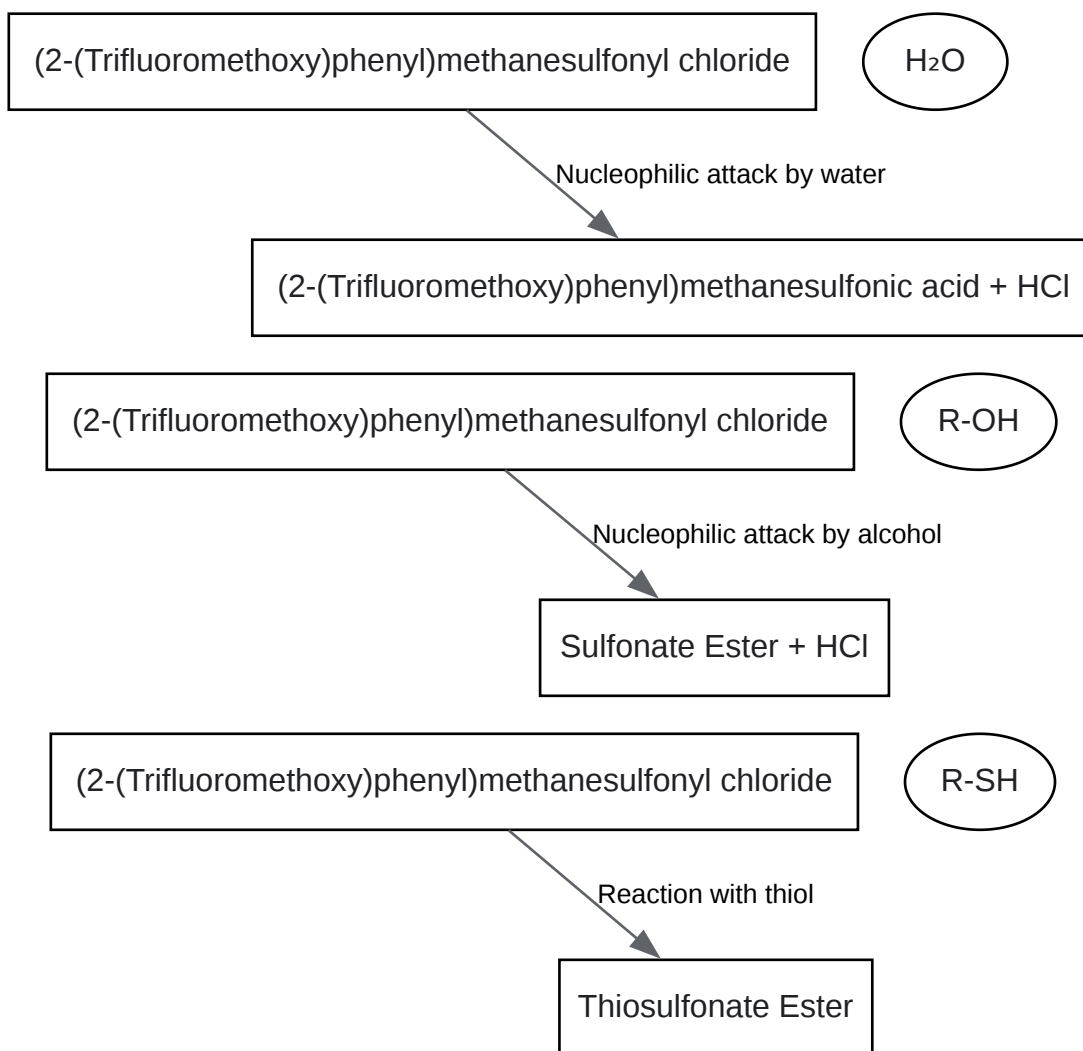 (2-(Trifluoromethoxy)phenyl)methanesulfonyl chloride
H₂O
Nucleophilic attack by water
(2-(Trifluoromethoxy)phenyl)methanesulfonic acid + HCl
(2-(Trifluoromethoxy)phenyl)methanesulfonyl chloride
R-OH
Nucleophilic attack by alcohol
Sulfonate Ester + HCl
(2-(Trifluoromethoxy)phenyl)methanesulfonyl chloride
R-SH
Reaction with thiol
Thiosulfonate Ester